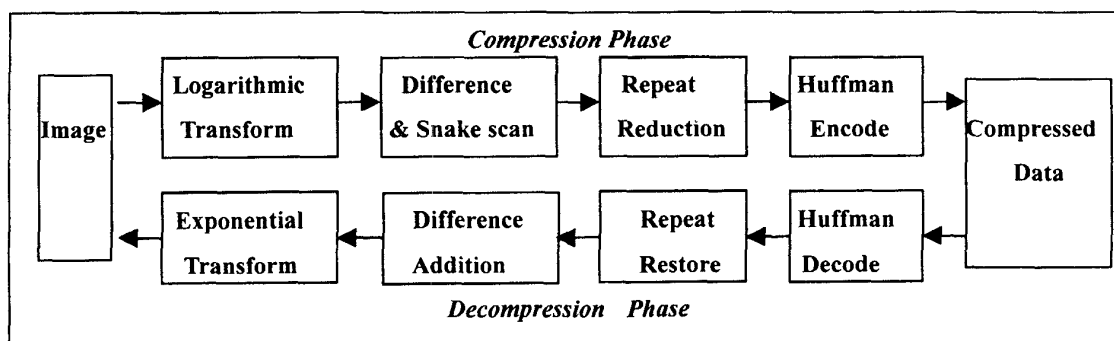 Compression Phase
Image
Logarithmic
Transform
Difference
& Snake scan
Repeat
Reduction
Huffman
Encode
Compressed
Data
Exponential
Transform
Difference
Addition
Repeat
Restore
Huffman
Decode
Decompression Phase